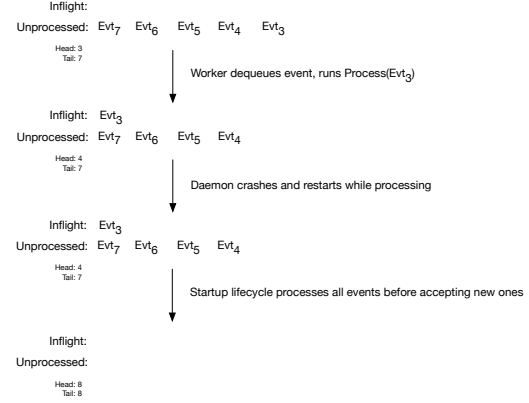 Inflight:
Unprocessed: Evt7 Evt6 Evt5 Evt4 Evt3
Head: 3
Tail: 7
Worker dequeues event, runs Process(Evt3)
Inflight: Evt3
Unprocessed: Evt7 Evt6 Evt5 Evt4
Head: 4
Tail: 7
Daemon crashes and restarts while processing
Inflight: Evt3
Unprocessed: Evt7 Evt6 Evt5 Evt4
Head: 4
Tail: 7
Startup lifecycle processes all events before accepting new ones
Inflight:
Unprocessed:
Head: 8
Tail: 8